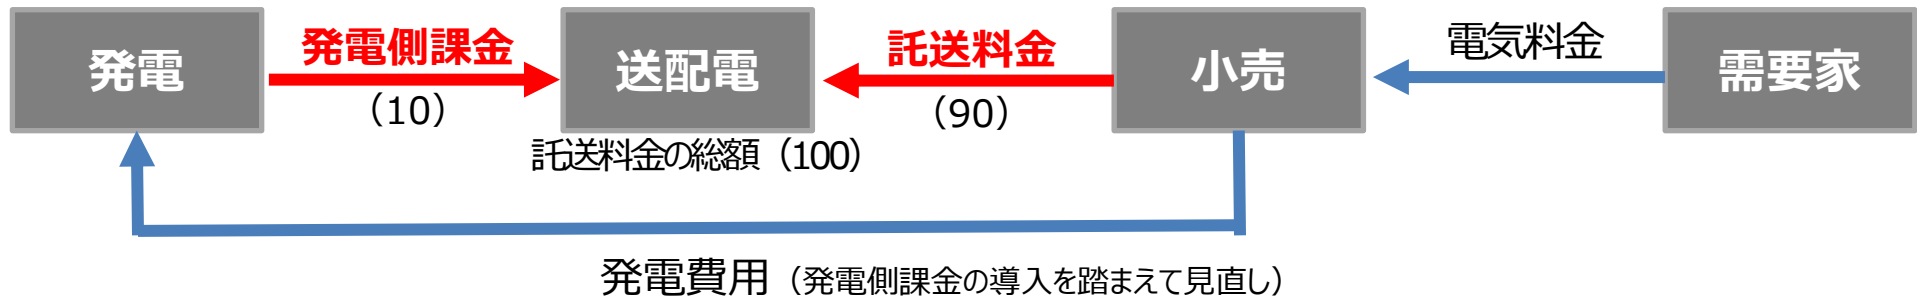 発電
発電側課金
(10)
送配電
託送料金の総額(100)
託送料金
(90)
小売
電気料金
需要家
発電費用(発電側課金の導入を踏まえて見直し)